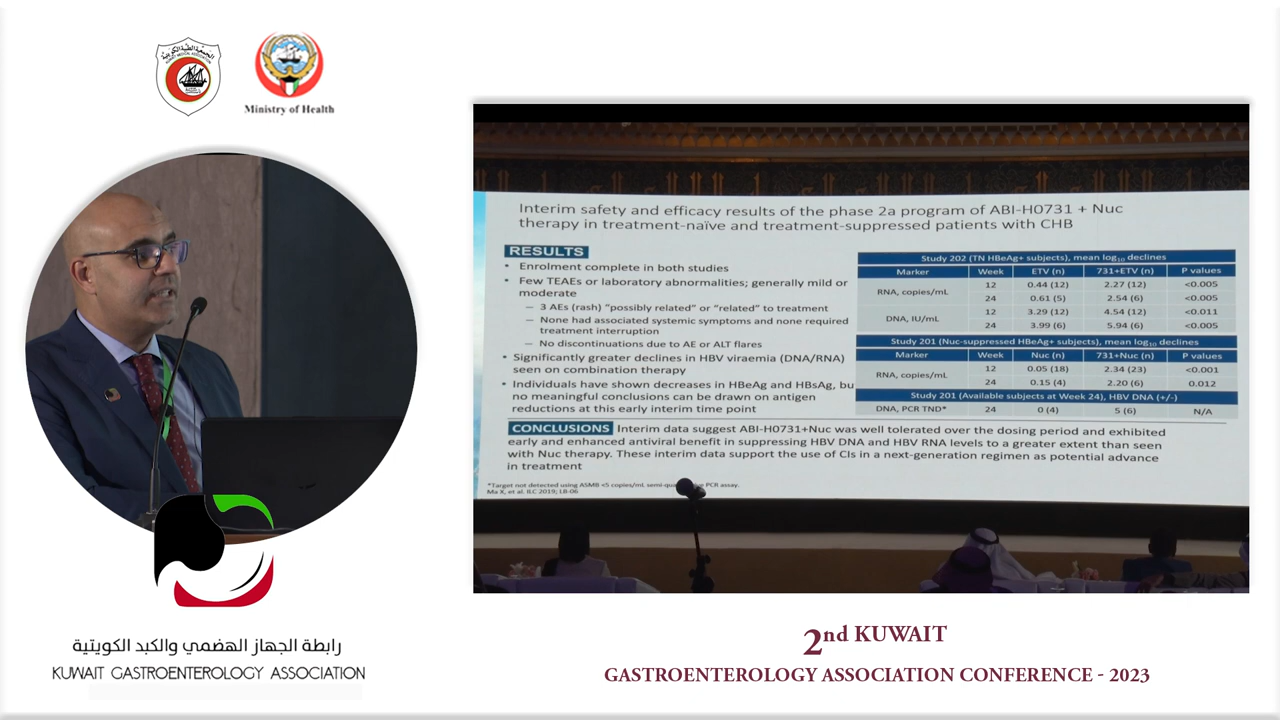 الجمعية الطبية الكويتية
Ministry of Health
Interim safety and efficacy results of the phase 2a program of ABI-H0731 + Nuc
therapy in treatment-naïve and treatment-suppressed patients with CHB
RESULTS
• Enrolment complete in both studies
• Few TEAEs or laboratory abnormalities; generally mild or
moderate
– 3 AEs (rash) “possibly related” or “related” to treatment
– None had associated systemic symptoms and none required
treatment interruption
– No discontinuations due to AE or ALT flares
• Significantly greater declines in HBV viraemia (DNA/RNA)
seen on combination therapy
• Individuals have shown decreases in HBeAg and HBsAg, bu
no meaningful conclusions can be drawn on antigen
reductions at this early interim time point
Study 202 (TN HBeAg+ subjects), mean log10 declines
Marker Week ETV (n) 731+ETV (n) P values
RNA, copies/mL 12 0.44 (12) 2.27 (12) <0.005
24 0.61 (5) 2.54 (6) <0.005
DNA, IU/mL 12 3.29 (12) 4.54 (12) <0.011
24 3.99 (6) 5.94 (6) <0.005
Study 201 (Nuc-suppressed HBeAg+ subjects), mean log10 declines
Marker Week Nuc (n) 731+Nuc (n) P values
RNA, copies/mL 12 0.05 (18) 2.34 (23) <0.001
24 0.15 (4) 2.20 (6) 0.012
Study 201 (Available subjects at Week 24), HBV DNA (+/-)
DNA, PCR TND* 24 0 (4) 5 (6) N/A
CONCLUSIONS Interim data suggest ABI-H0731+Nuc was well tolerated over the dosing period and exhibited
early and enhanced antiviral benefit in suppressing HBV DNA and HBV RNA levels to a greater extent than seen
with Nuc therapy. These interim data support the use of CIs in a next-generation regimen as potential advance
in treatment
*Target not detected using ASMB <5 copies/mL PCR assay.
Ma X, et al. ILC 2019; LB-06
رابطة الجهاز الهضمي والكبد الكويتية
KUWAIT GASTROENTEROLOGY ASSOCIATION
2nd KUWAIT
GASTROENTEROLOGY ASSOCIATION CONFERENCE - 2023